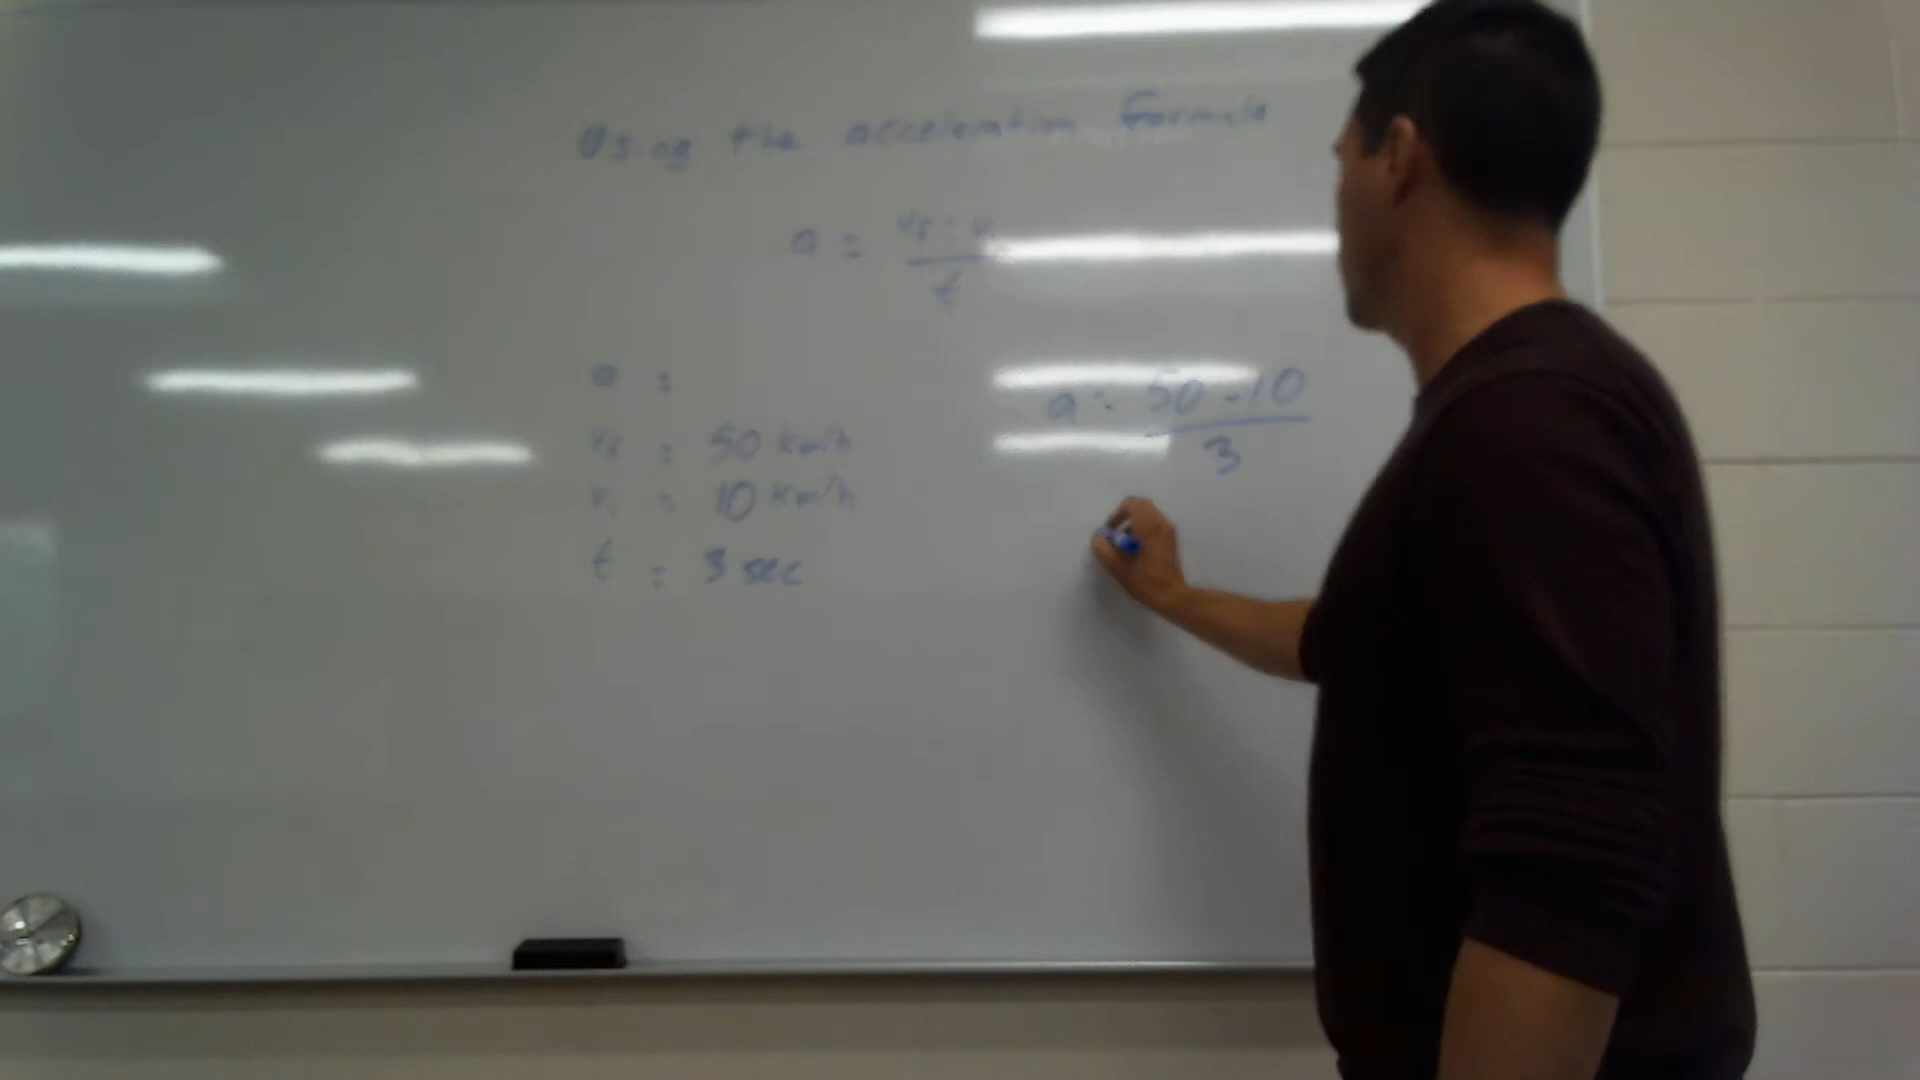 Using the acceleration Formula
a = vf - vi / t
a :
vf : 50 km/h
vi : 10 km/h
t : 3 sec
a = 50 - 10 / 3